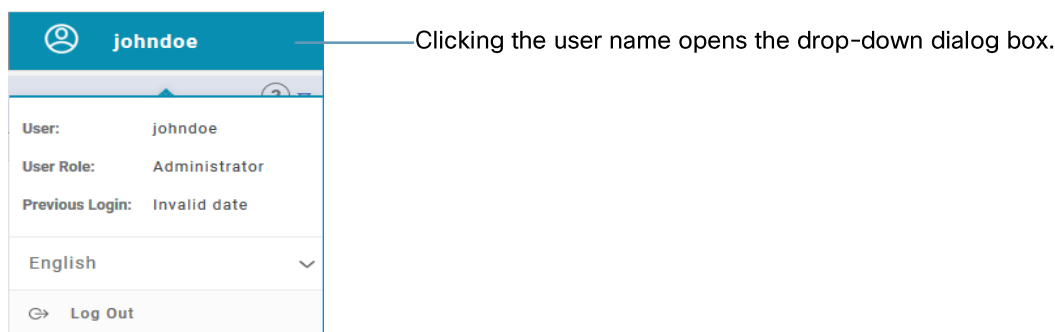 johndoe
Clicking the user name opens the drop-down dialog box.
User: johndoe
User Role: Administrator
Previous Login: Invalid date
English
Log Out